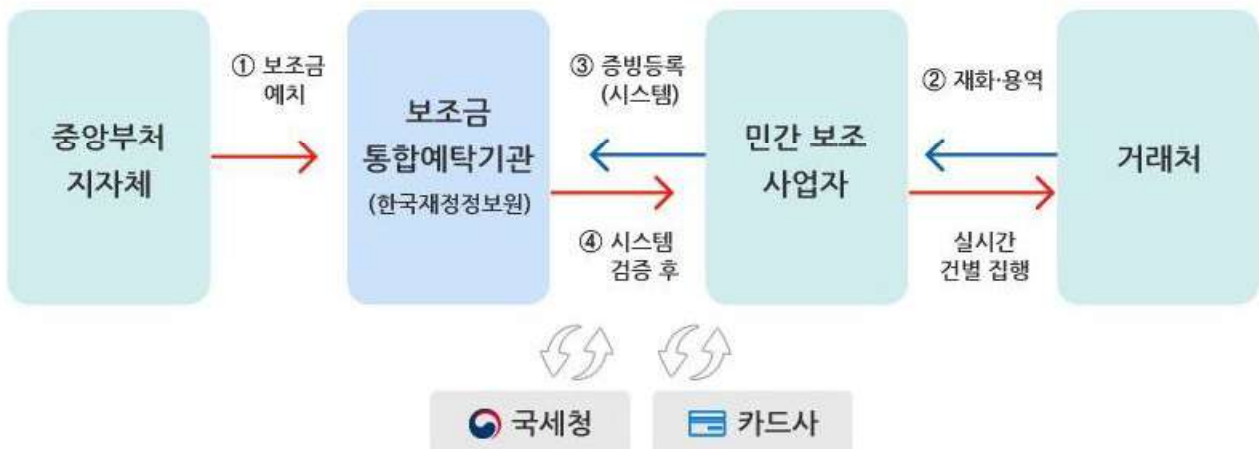 중앙부처
지자체
① 보조금
예치
보조금
통합예탁기관
(한국재정정보원)
③ 증빙등록
(시스템)
④ 시스템
검증 후
민간 보조
사업자
② 재화·용역
실시간
건별 집행
거래처
국세청
카드사